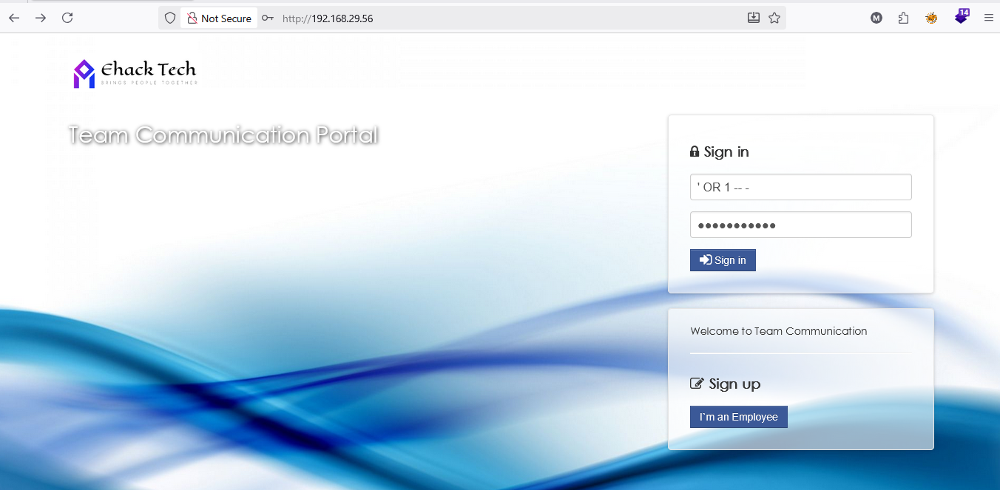 Not Secure
http://192.168.29.56
M
14
Ehack Tech
BRINGS PEOPLE TOGETHER
Team Communication Portal
Sign in
' OR 1 -- -
Sign in
Welcome to Team Communication
Sign up
I`m an Employee